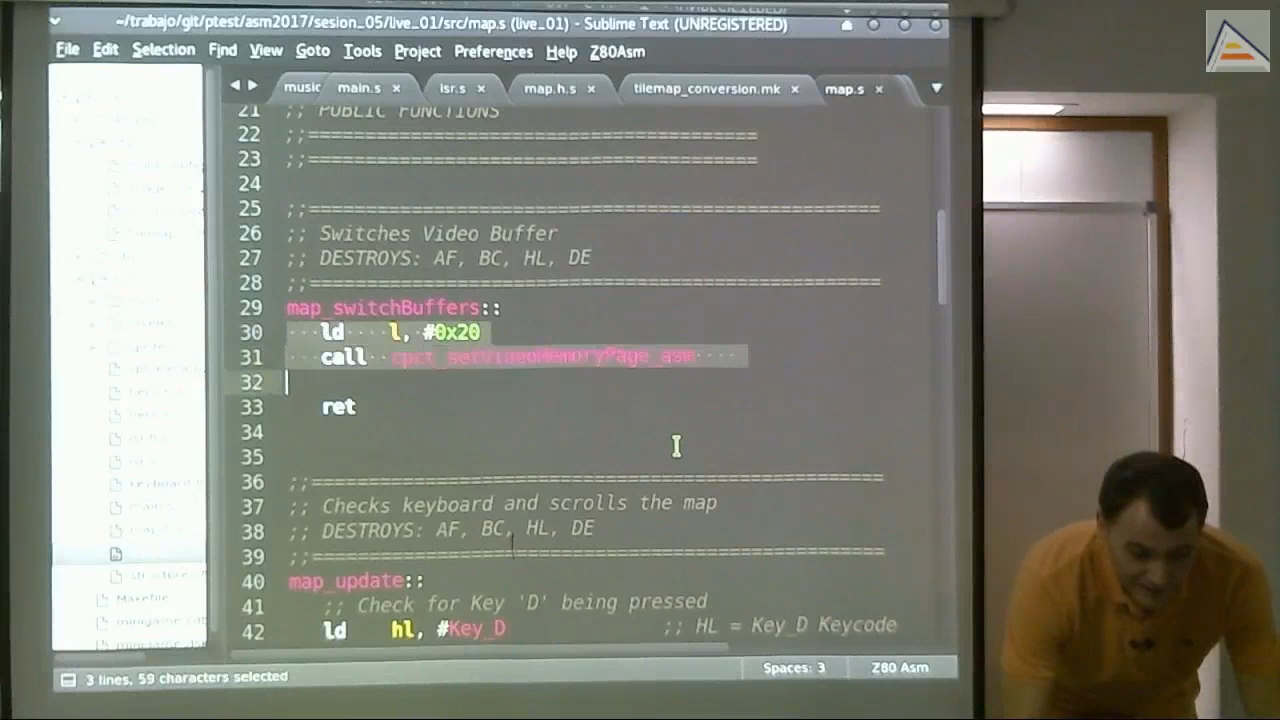 ~/trabajo/git/ptest/asm2017/sesion_05/live_01/src/map.s (live_01) - Sublime Text (UNREGISTERED)
File Edit Selection Find View Goto Tools Project Preferences Help Z80Asm
music main.s × isr.s × map.h.s × tilemap_conversion.mk × map.s ×
21 ;; PUBLIC FUNCTIONS
22 ;;==================================================
23 ;;==================================================
24
25 ;;================================================================
26 ;; Switches Video Buffer
27 ;; DESTROYS: AF, BC, HL, DE
28 ;;================================================================
29 map_switchBuffers::
30 ld l, #0x20
31 call cpct_setVideoMemoryPage_asm
32
33 ret
34
35
36 ;;================================================================
37 ;; Checks keyboard and scrolls the map
38 ;; DESTROYS: AF, BC, HL, DE
39 ;;================================================================
40 map_update::
41 ;; Check for Key 'D' being pressed
42 ld hl, #Key_D ;; HL = Key_D Keycode
Makefile
3 lines, 59 characters selected Spaces: 3 Z80 Asm